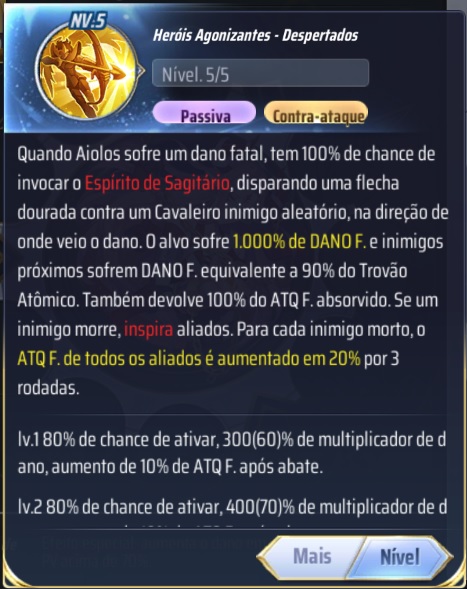 NV.5
Heróis Agonizantes - Despertados
Nível. 5/5
Passiva
Contra-ataque
Quando Aiolos sofre um dano fatal, tem 100% de chance de
invocar o Espírito de Sagitário, disparando uma flecha
dourada contra um Cavaleiro inimigo aleatório, na direção de
onde veio o dano. O alvo sofre 1.000% de DANO F. e inimigos
próximos sofrem DANO F. equivalente a 90% do Trovão
Atômico. Também devolve 100% do ATQ F. absorvido. Se um
inimigo morre, inspira aliados. Para cada inimigo morto, o
ATQ F. de todos os aliados é aumentado em 20% por 3
rodadas.
lv.1 80% de chance de ativar, 300(60)% de multiplicador de d
ano, aumento de 10% de ATQ F. após abate.
lv.2 80% de chance de ativar, 400(70)% de multiplicador de d
Mais
Nível